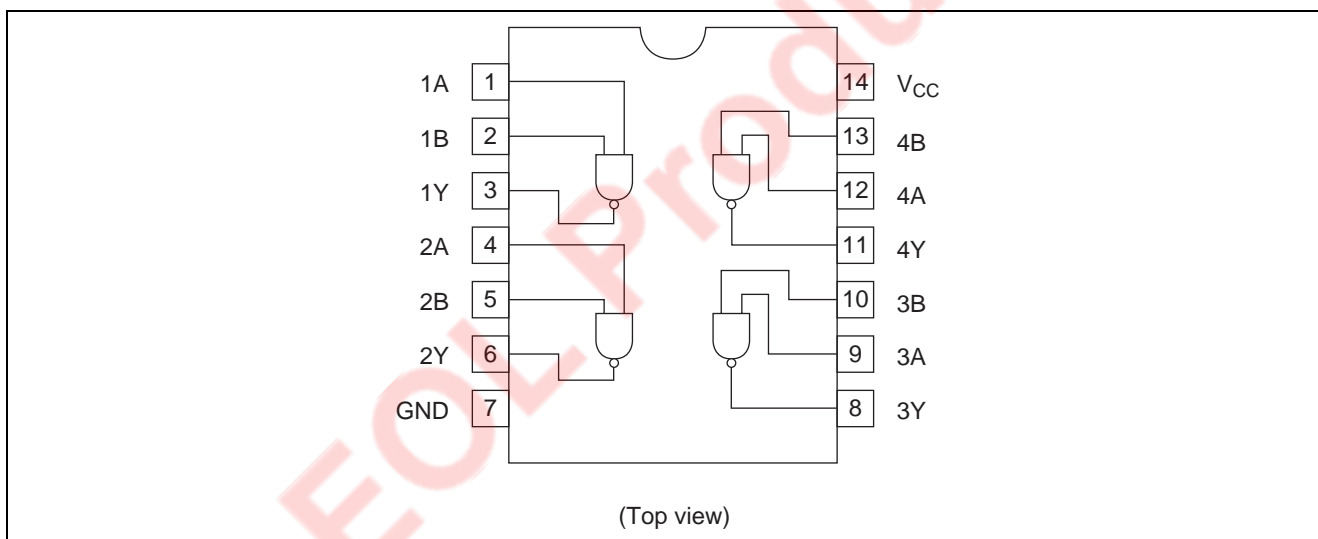 1A 1 14 VCC
1B 2 13 4B
1Y 3 12 4A
2A 4 11 4Y
2B 5 10 3B
2Y 6 9 3A
GND 7 8 3Y
(Top view)
EOL Produ